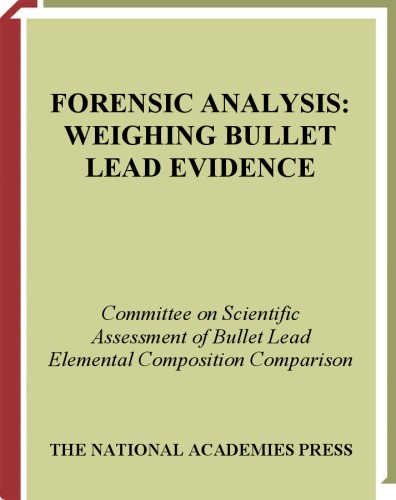 FORENSIC ANALYSIS:
WEIGHING BULLET
LEAD EVIDENCE
Committee on Scientific
Assessment of Bullet Lead
Elemental Composition Comparison
THE NATIONAL ACADEMIES PRESS